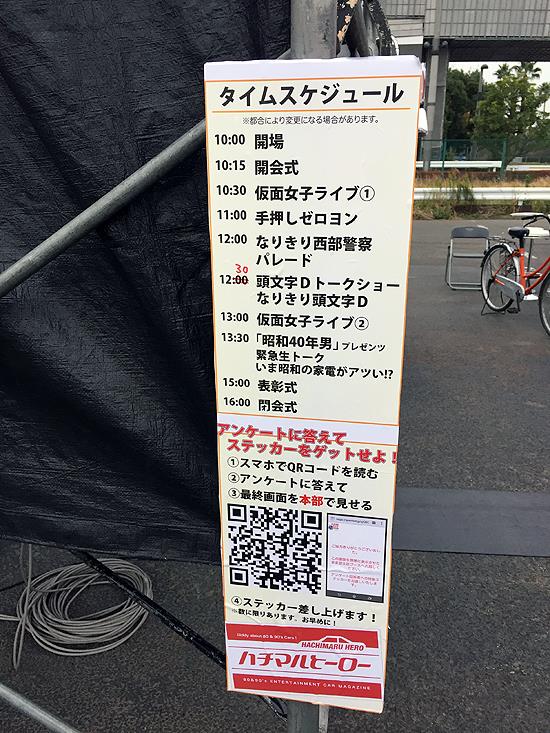 タイムスケジュール
※都合により変更になる場合があります。
10:00 開場
10:15 開会式
10:30 仮面女子ライブ①
11:00 手押しゼロヨン
12:00 なりきり西部警察
パレード
30
12:00 頭文字Dトークショー
なりきり頭文字D
13:00 仮面女子ライブ②
13:30 「昭和40年男」プレゼンツ
緊急生トーク
いま昭和の家電がアツい!?
15:00 表彰式
16:00 閉会式
アンケートに答えて
ステッカーをゲットせよ!
①スマホでQRコードを読む
②アンケートに答えて
③最終画面を本部で見せる
④ステッカー差し上げます!
※数に限りあります。お早めに!
Giddy about 80 & 90's Cars!
HACHIMARU HERO
ハチマルヒーロー
80&90's ENTERTAINMENT CAR MAGAZINE